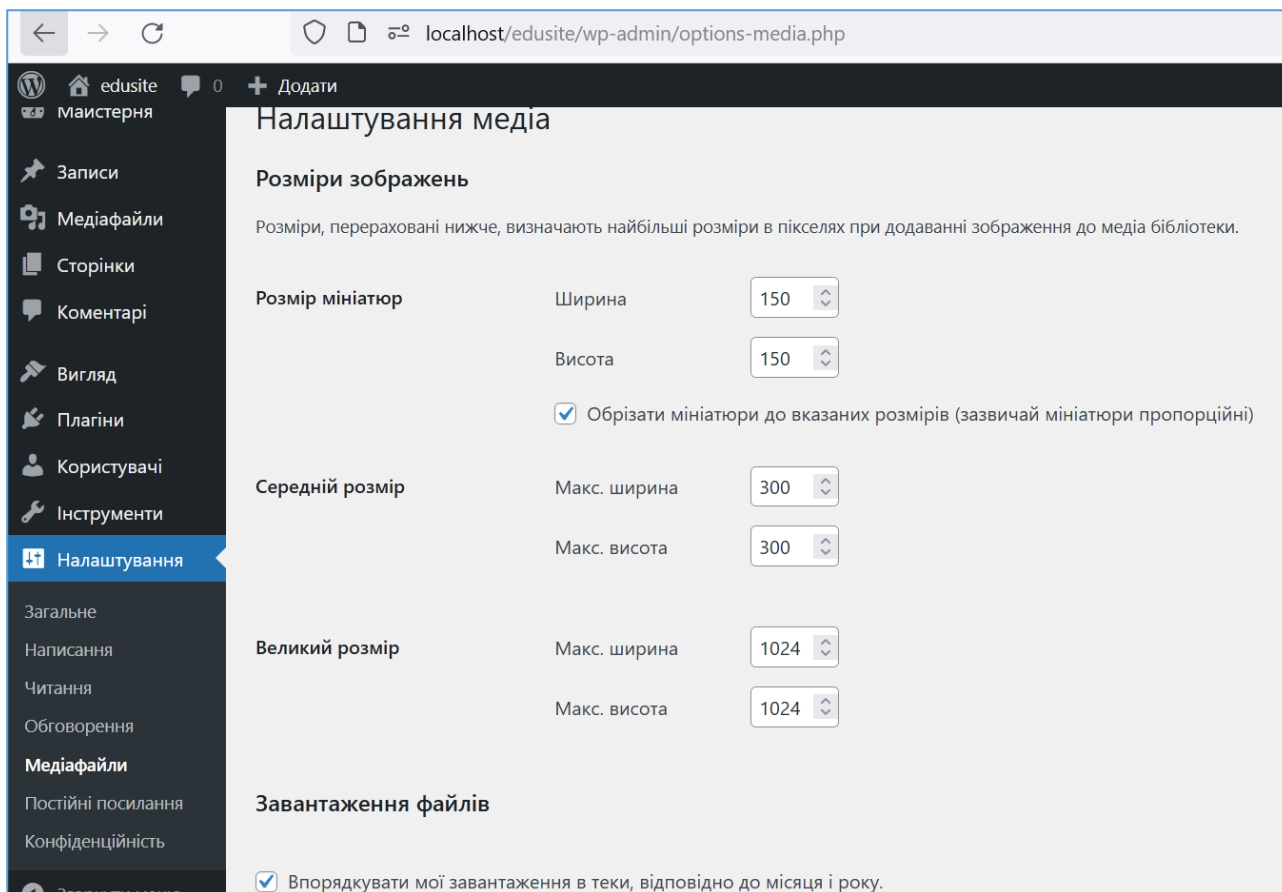 localhost/edusite/wp-admin/options-media.php
edusite 0 Додати
Майстерня
Записи
Медіафайли
Сторінки
Коментарі
Вигляд
Плагіни
Користувачі
Інструменти
Налаштування
Загальне
Написання
Читання
Обговорення
Медіафайли
Постійні посилання
Конфіденційність
Налаштування медіа
Розміри зображень
Розміри, перераховані нижче, визначають найбільші розміри в пікселях при додаванні зображення до медіа бібліотеки.
Розмір мініатюр Ширина 150
Висота 150
Обрізати мініатюри до вказаних розмірів (зазвичай мініатюри пропорційні)
Середній розмір Макс. ширина 300
Макс. висота 300
Великий розмір Макс. ширина 1024
Макс. висота 1024
Завантаження файлів
Впорядкувати мої завантаження в теки, відповідно до місяця і року.